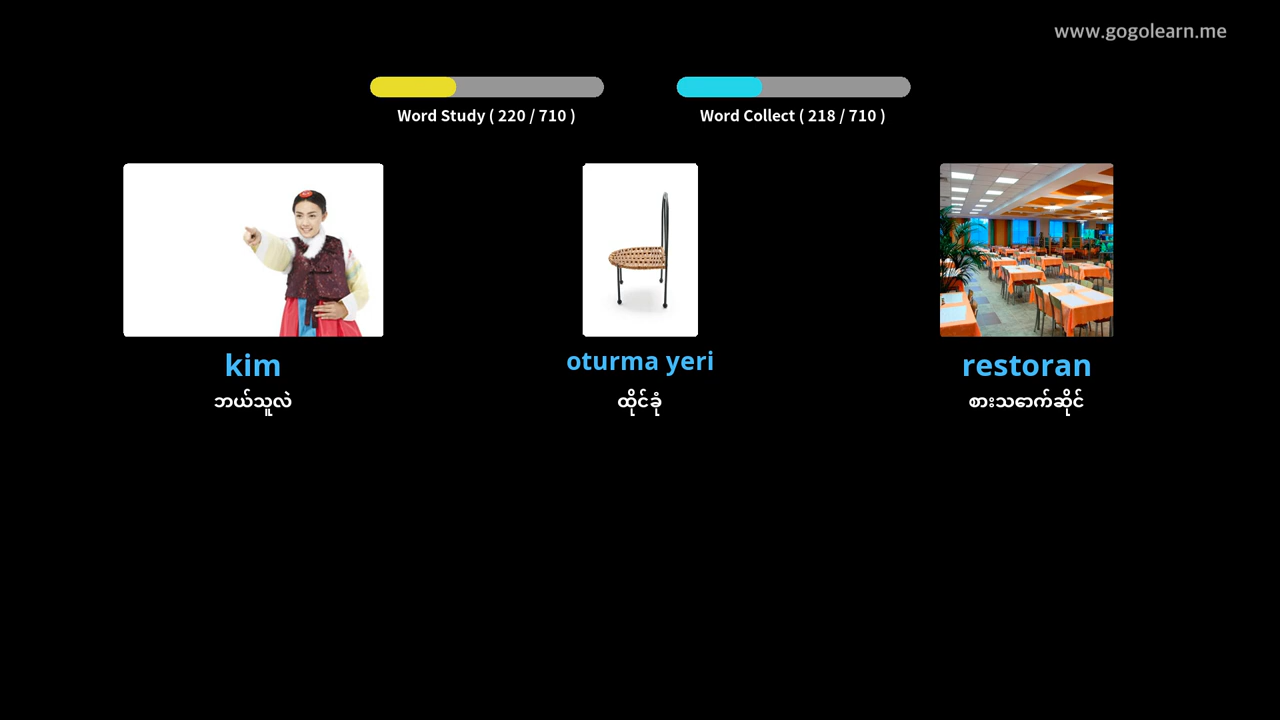 www.gogolearn.me
Word Study ( 220 / 710 )
Word Collect ( 218 / 710 )
kim
oturma yeri
restoran
ဘယ်သူလဲ
ထိုင်ခုံ
စားသောက်ဆိုင်